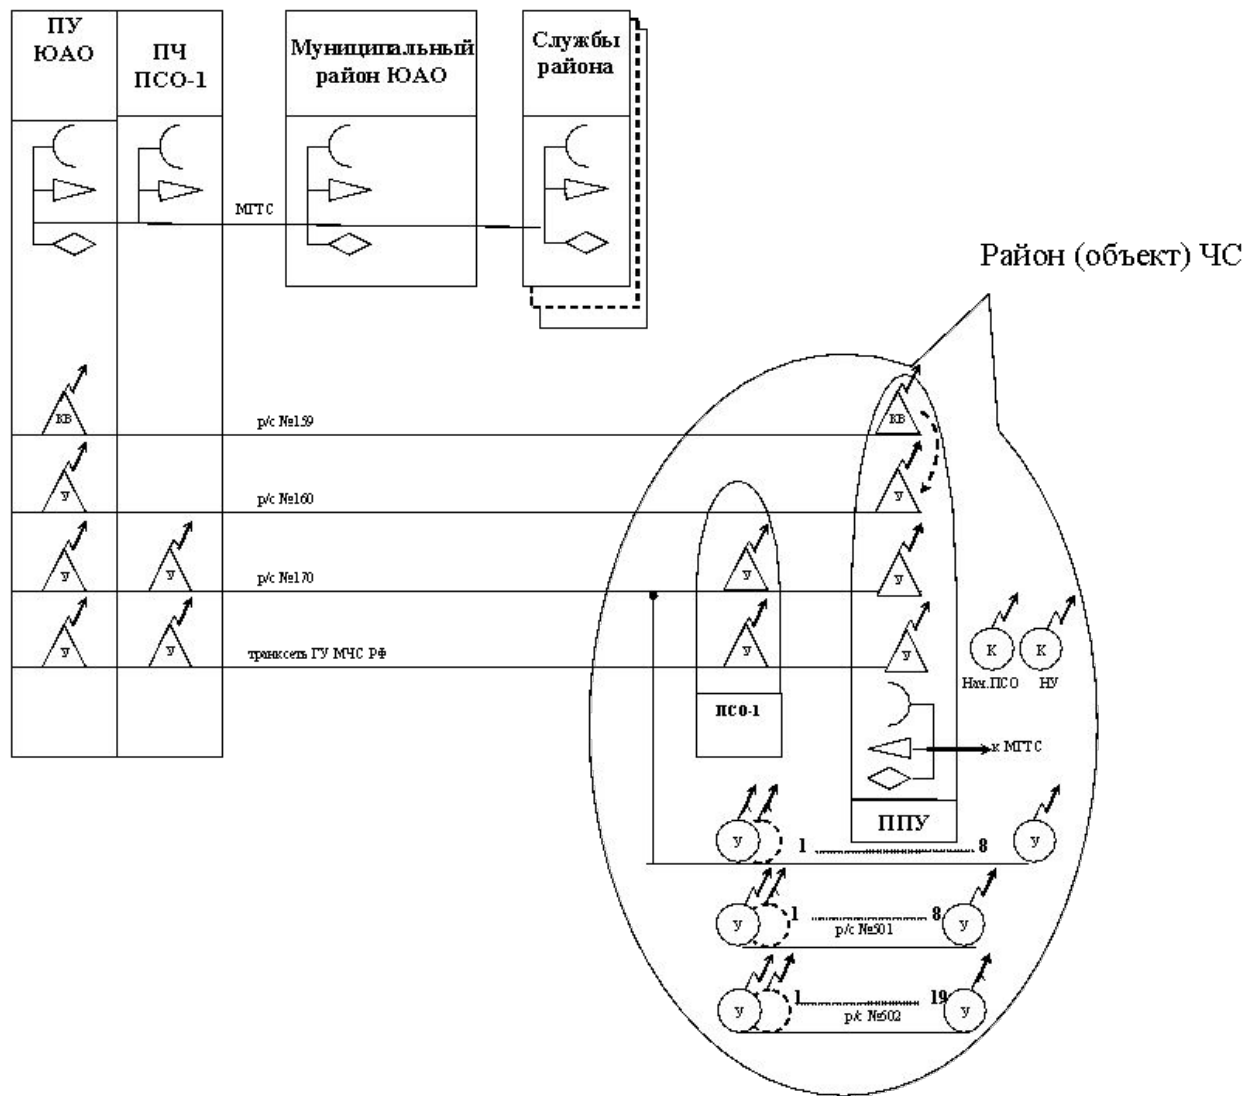 ПУ
ЮАО
ПЧ
ПСО-1
Муниципальный
район ЮАО
Службы
района
МГТС
Район (объект) ЧС
КВ
р/с №159
КВ
У
р/с №160
У
У
У
р/с №170
У
У
У
У
транксеть ГУ МЧС РФ
У
У
К
К
Нач.ПСО
НУ
ПСО-1
к МГТС
ППУ
У
1
8
У
У
1
8
У
р/с №501
У
1
19
У
р/с №502